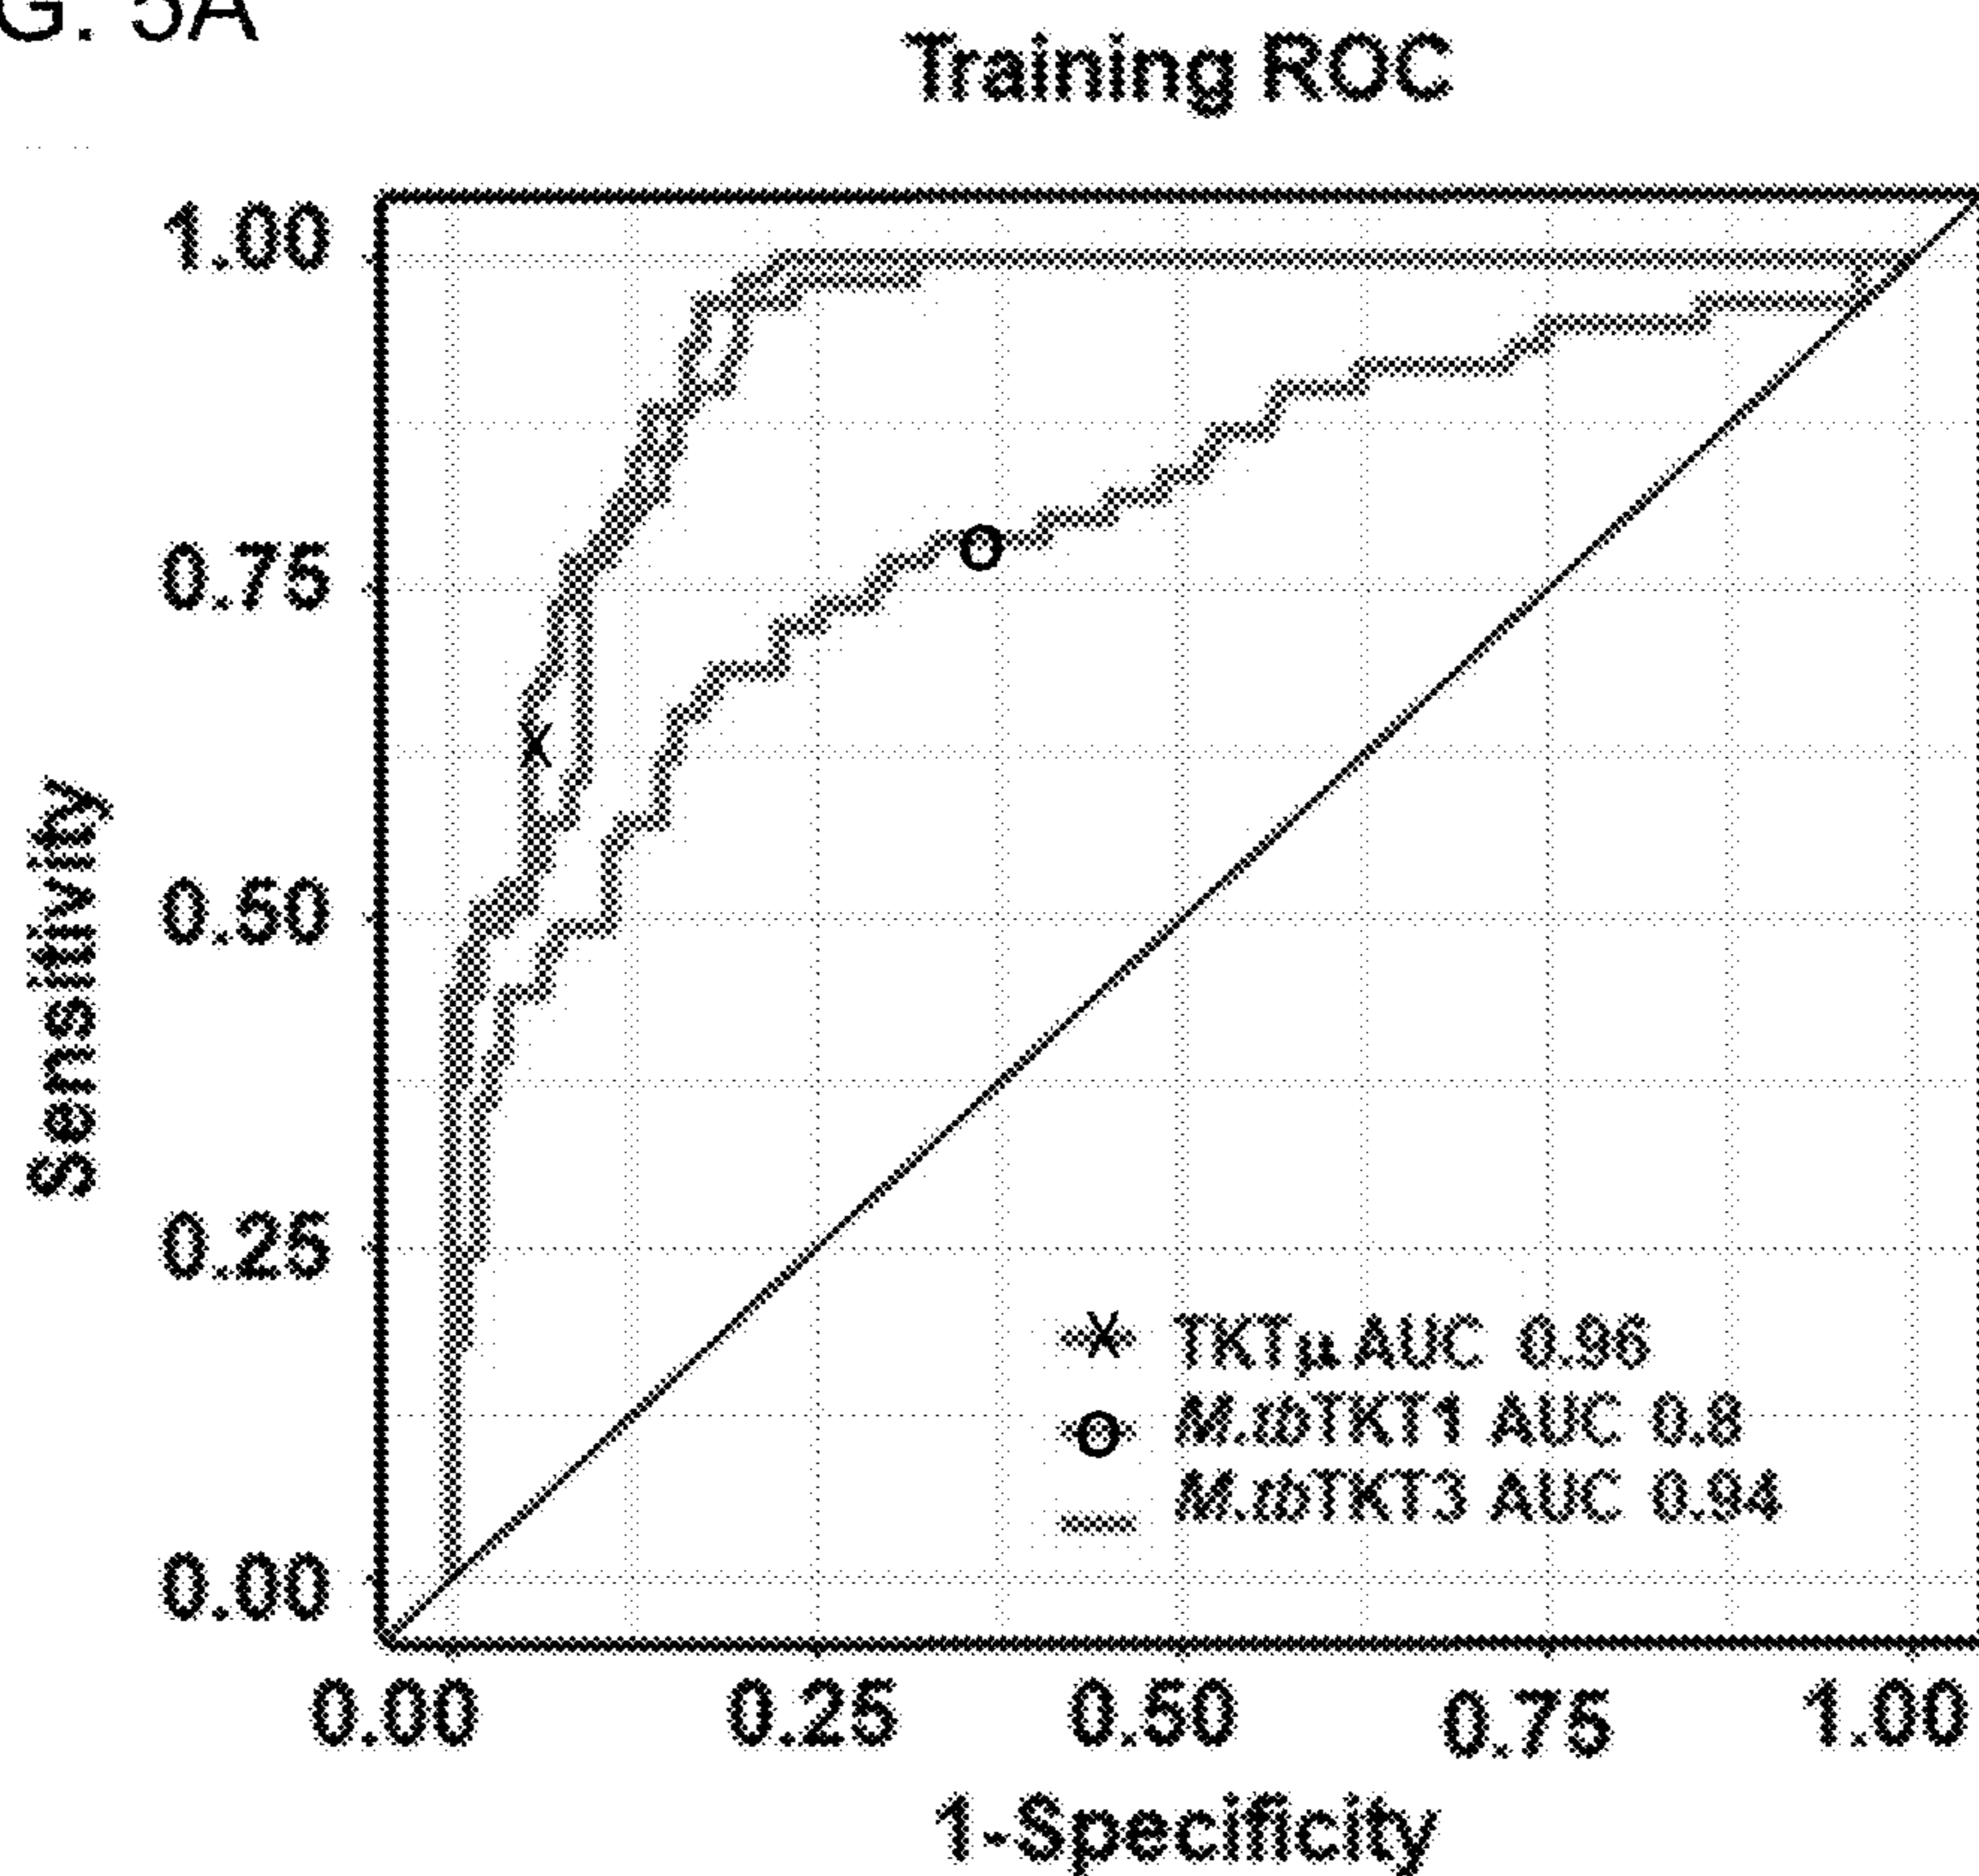 G. 5A
Training ROC
1.00
0.75
0.50
0.25
0.00
Sensitivity
X TKTμ AUC 0.96
O M.tbTKT1 AUC 0.8
M.tbTKT3 AUC 0.94
0.00 0.25 0.50 0.75 1.00
1-Specificity